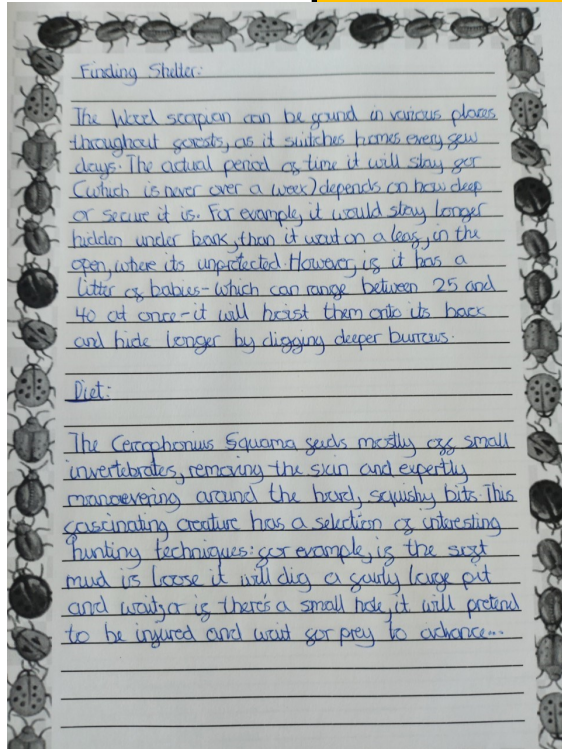 Finding Shelter:
The Wood scorpian can be found in various places
throughout forests, as it switches homes every few
days. The actual period of time it will stay for
(which is never over a week) depends on how deep
or secure it is. For example, it would stay longer
hidden under bark, than it would on a leaf, in the
open, where its unprotected. However, if it has a
litter of babies - which can range between 25 and
40 at once - it will hoist them onto its back
and hide longer by digging deeper burrows.
Diet:
The Squama feeds mostly off small
invertebrates, removing the skin and expertly
manoevering around the hard, squishy bits. This
fascinating creature has a selection of interesting
hunting techniques: for example, if the soft
mud is loose it will dig a fairly large pit
and wait, or if there's a small hole, it will pretend
to be injured and wait for prey to advance...